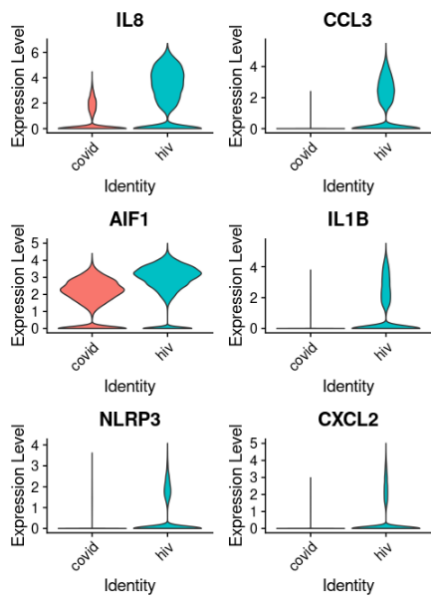 IL8
Expression Level
6
4
2
0
covid
hiv
Identity
CCL3
Expression Level
4
2
0
covid
hiv
Identity
AIF1
Expression Level
5
4
3
2
1
0
covid
hiv
Identity
IL1B
Expression Level
4
2
0
covid
hiv
Identity
NLRP3
Expression Level
4
3
2
1
0
covid
hiv
Identity
CXCL2
Expression Level
5
4
3
2
1
0
covid
hiv
Identity